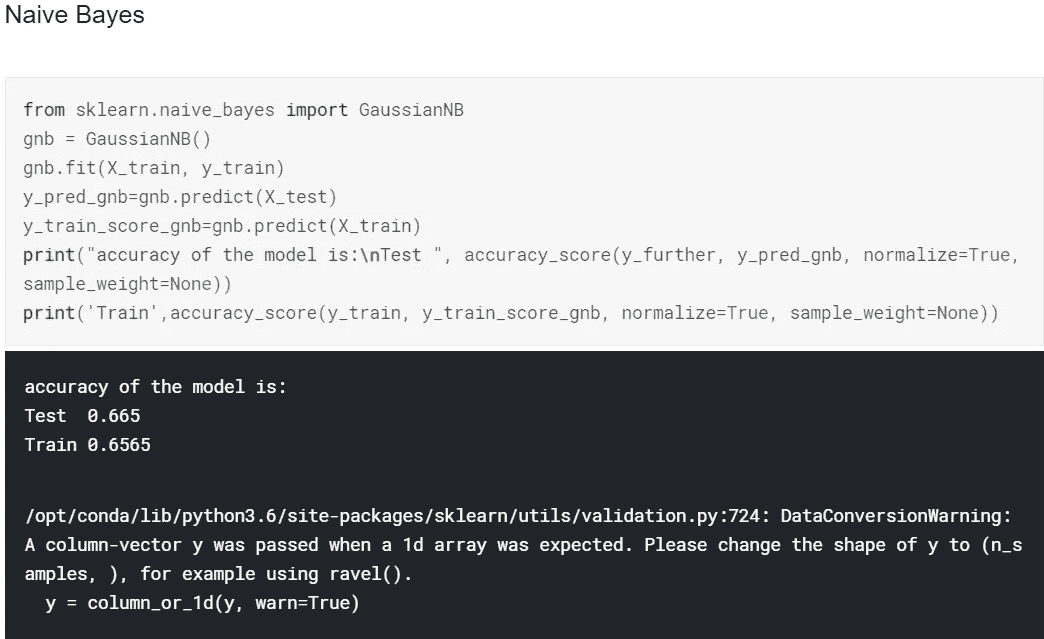 Naive Bayes
from sklearn.naive_bayes import GaussianNB
gnb = GaussianNB()
gnb.fit(X_train, y_train)
y_pred_gnb=gnb.predict(X_test)
y_train_score_gnb=gnb.predict(X_train)
print("accuracy of the model is:\nTest ", accuracy_score(y_further, y_pred_gnb, normalize=True,
sample_weight=None))
print('Train',accuracy_score(y_train, y_train_score_gnb, normalize=True, sample_weight=None))
accuracy of the model is:
Test  0.665
Train 0.6565
/opt/conda/lib/python3.6/site-packages/sklearn/utils/validation.py:724: DataConversionWarning:
A column-vector y was passed when a 1d array was expected. Please change the shape of y to (n_s
amples, ), for example using ravel().
  y = column_or_1d(y, warn=True)